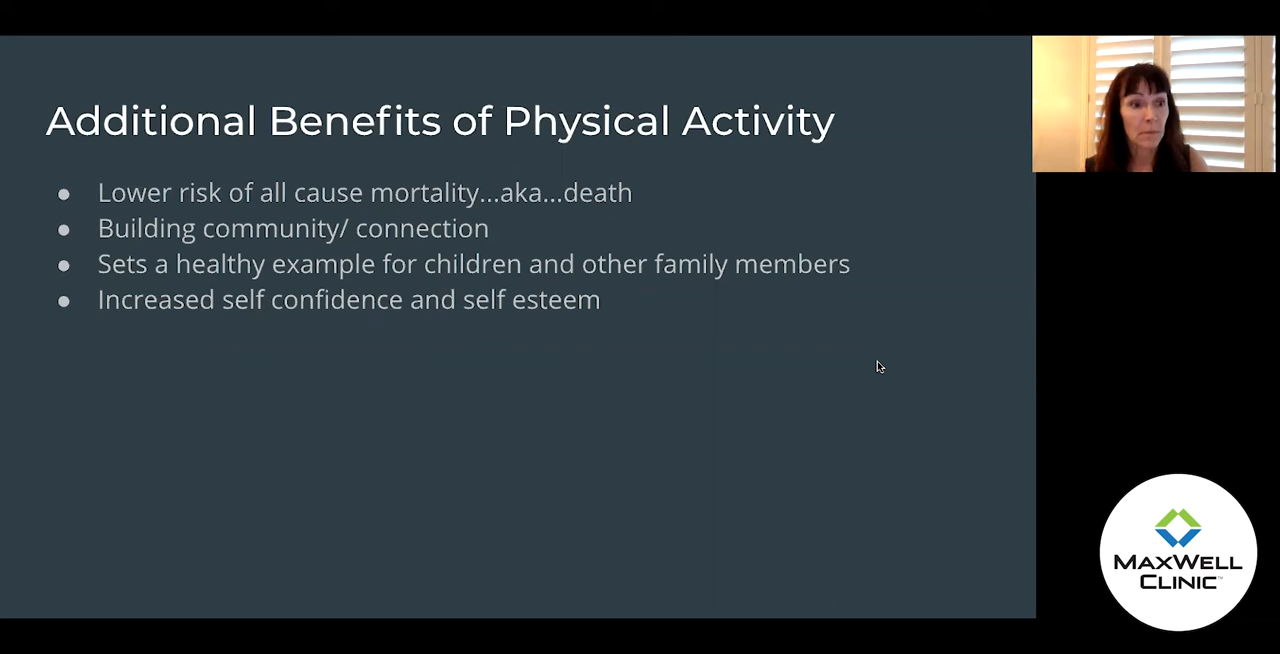 Additional Benefits of Physical Activity
● Lower risk of all cause mortality...aka...death
● Building community/ connection
● Sets a healthy example for children and other family members
● Increased self confidence and self esteem
MAXWELL
CLINIC™